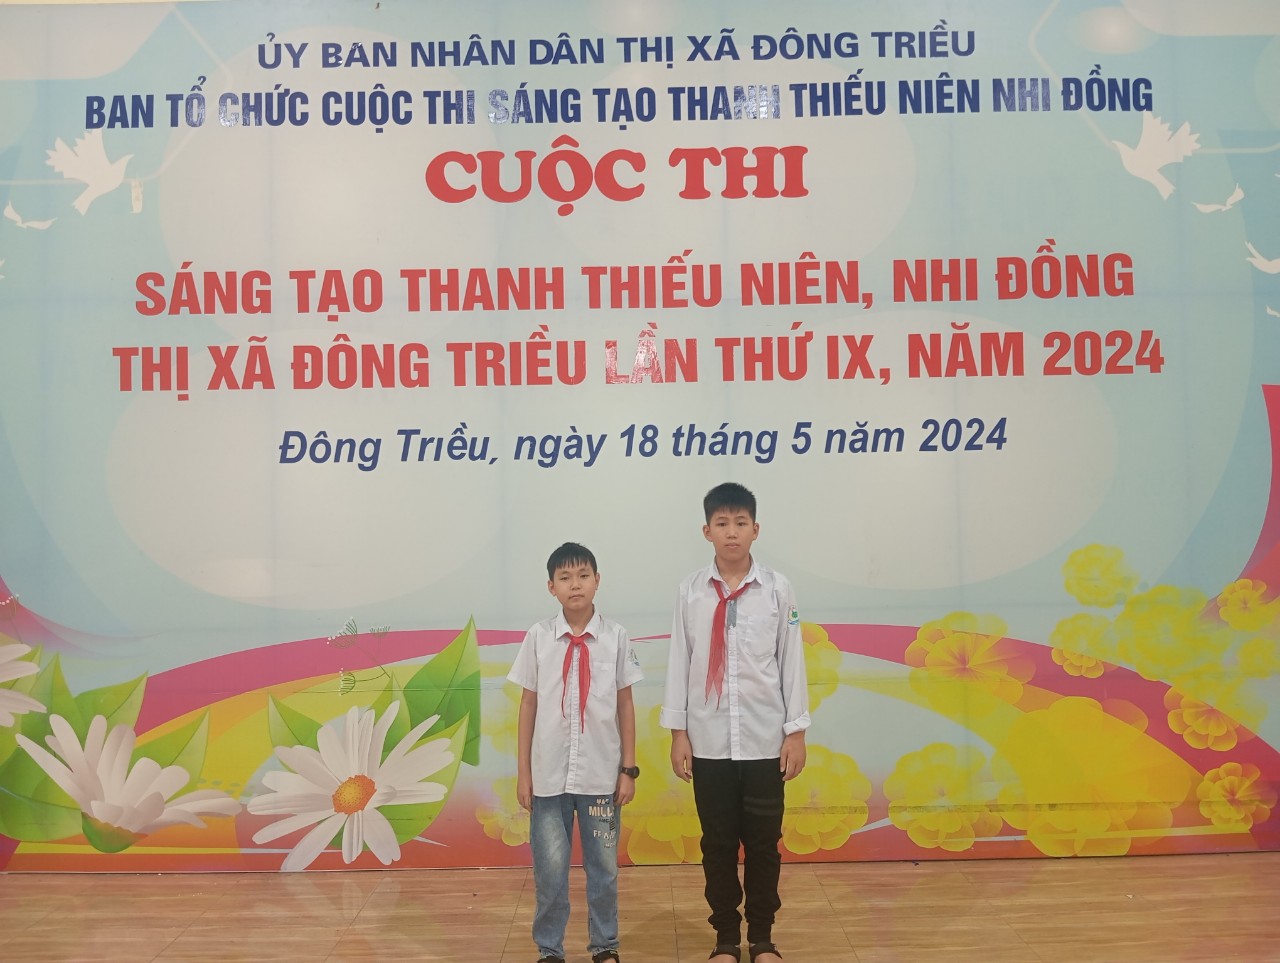 ỦY BAN NHÂN DÂN THỊ XÃ ĐÔNG TRIỀU
BAN TỔ CHỨC CUỘC THI SÁNG TẠO THANH THIẾU NIÊN NHI ĐỒNG
CUỘC THI
SÁNG TẠO THANH THIẾU NIÊN, NHI ĐỒNG
THỊ XÃ ĐÔNG TRIỀU LẦN THỨ IX, NĂM 2024
Đông Triều, ngày 18 tháng 5 năm 2024